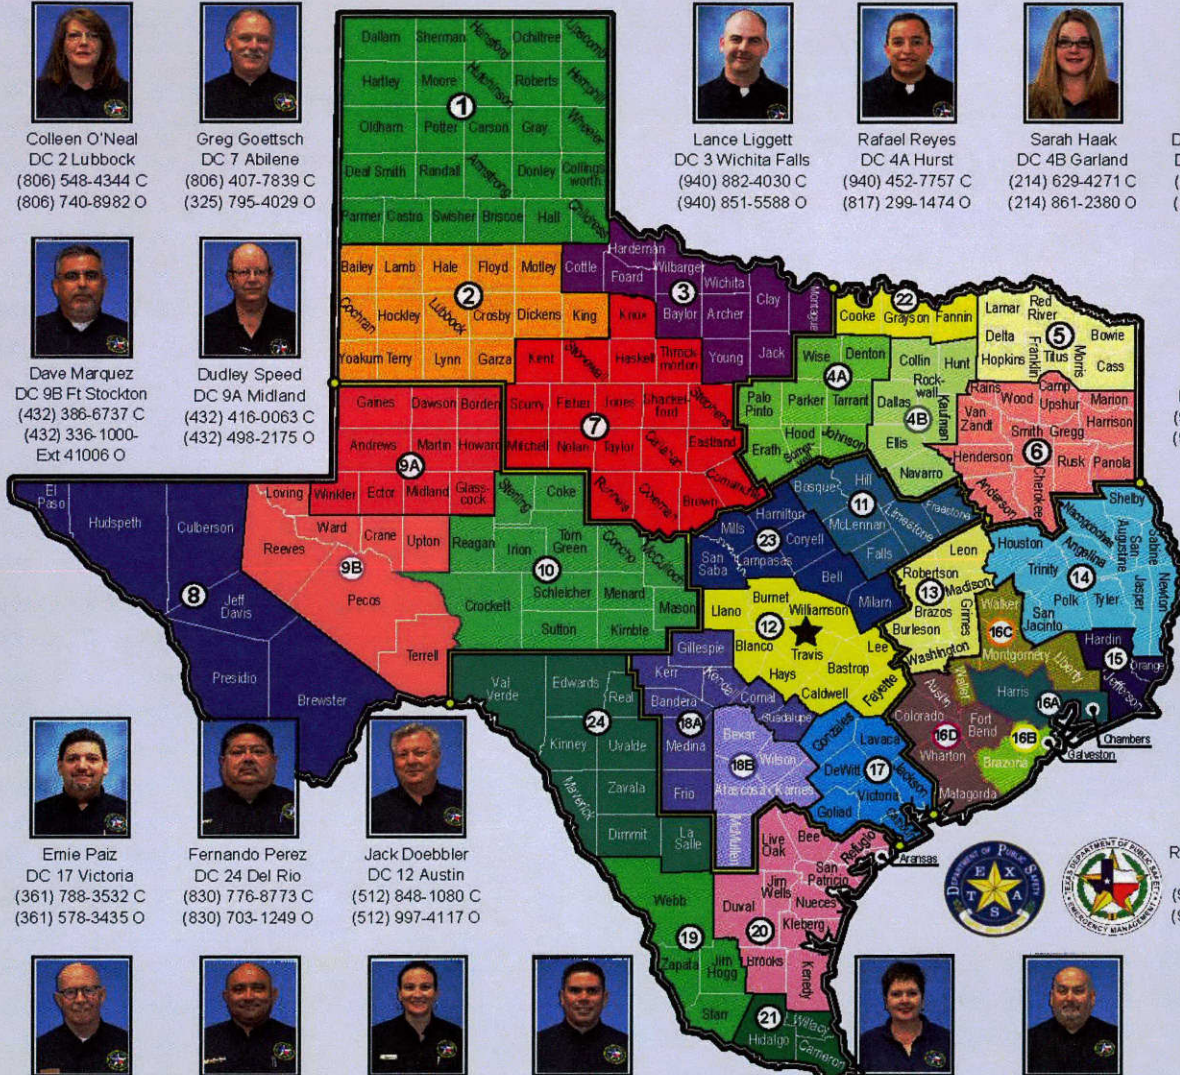 Colleen O'Neal
DC 2 Lubbock
(806) 548-4344 C
(806) 740-8982 O
Greg Goettsch
DC 7 Abilene
(806) 407-7839 C
(325) 795-4029 O
Lance Liggett
DC 3 Wichita Falls
(940) 882-4030 C
(940) 851-5588 O
Rafael Reyes
DC 4A Hurst
(940) 452-7757 C
(817) 299-1474 O
Sarah Haak
DC 4B Garland
(214) 629-4271 C
(214) 861-2380 O
Dave Marquez
DC 9B Ft Stockton
(432) 386-6737 C
(432) 336-1000-
Ext 41006 O
Dudley Speed
DC 9A Midland
(432) 416-0063 C
(432) 498-2175 O
Dallam Sherman Hansford Ochiltree Lipscomb
Hartley Moore Hutchinson Roberts Hemphill
1
Oldham Potter Carson Gray Wheeler
Deaf Smith Randall Armstrong Donley Collingsworth
Parmer Castro Swisher Briscoe Hall Childress
Bailey Lamb Hale Floyd Motley
2
Cochran Hockley Lubbock Crosby Dickens King
Yoakum Terry Lynn Garza
Cottle Hardeman Foard Wilbarger Wichita Clay Montague
3
Baylor Archer Young Jack
Knox Kent Stonewall Haskell Throckmorton
Scurry Fisher Jones Shackelford Stephens
7
Mitchell Nolan Taylor Callahan Eastland
Runnels Coleman Brown Comanche
22
Cooke Grayson Fannin
Lamar Red River
5
Delta Franklin Titus Morris Bowie
Hopkins Cass
Wise Denton
4A
Palo Pinto Parker Tarrant
Erath Hood Somervell Johnson
Collin Hunt
Rockwall
Dallas Kaufman
4B
Ellis Navarro
Rains Wood Camp Upshur Marion
Van Zandt Smith Gregg Harrison
6
Henderson Rusk Panola
Anderson Cherokee
Gaines Dawson Borden
Andrews Martin Howard
9A
Loving Winkler Ector Midland Glasscock
Ward Crane Upton
Reeves
9B
Pecos
Terrell
El Paso Hudspeth Culberson
8
Jeff Davis
Presidio Brewster
Sterling Coke
Reagan Irion Tom Green Concho McCulloch
10
Crockett Schleicher Menard Mason
Sutton Kimble
Bosque Hill
11
McLennan Limestone Freestone
Falls
Mills Hamilton
23
Coryell
San Saba Lampasas
Bell Milam
Llano Burnet Williamson
12
Blanco Travis Lee
Hays Bastrop
Caldwell Fayette
Leon
Robertson Madison
13
Brazos Grimes
Burleson
Washington
Shelby
Nacogdoches
Houston Angelina San Augustine Sabine
Trinity
14
Polk Tyler Jasper Newton
San Jacinto
Walker
16C
Montgomery Liberty
Hardin
15
Orange
Jefferson
Harris
16A
Chambers
Galveston
Austin Waller
Colorado Fort Bend
16D
Wharton
Matagorda
16B
Brazoria
Gillespie
Kerr Kendall Comal
Bandera Guadalupe
18A
Medina
Frio
Bexar
18B
Wilson
Atascosa Karnes
McMullen
Val Verde Edwards Real
24
Kinney Uvalde
Maverick Zavala
Dimmit La Salle
Gonzales Lavaca
DeWitt
17
Jackson
Victoria
Goliad
Live Oak Bee Refugio
Aransas
San Patricio
Jim Wells Nueces
Duval
20
Kleberg
Brooks Kenedy
Webb
19
Zapata Jim Hogg
Starr
21
Willacy
Hidalgo
Cameron
Ernie Paiz
DC 17 Victoria
(361) 788-3532 C
(361) 578-3435 O
Fernando Perez
DC 24 Del Rio
(830) 776-8773 C
(830) 703-1249 O
Jack Doebbler
DC 12 Austin
(512) 848-1080 C
(512) 997-4117 O
DEPARTMENT OF PUBLIC SAFETY
TEXAS
TEXAS DEPARTMENT OF PUBLIC SAFETY
EMERGENCY MANAGEMENT